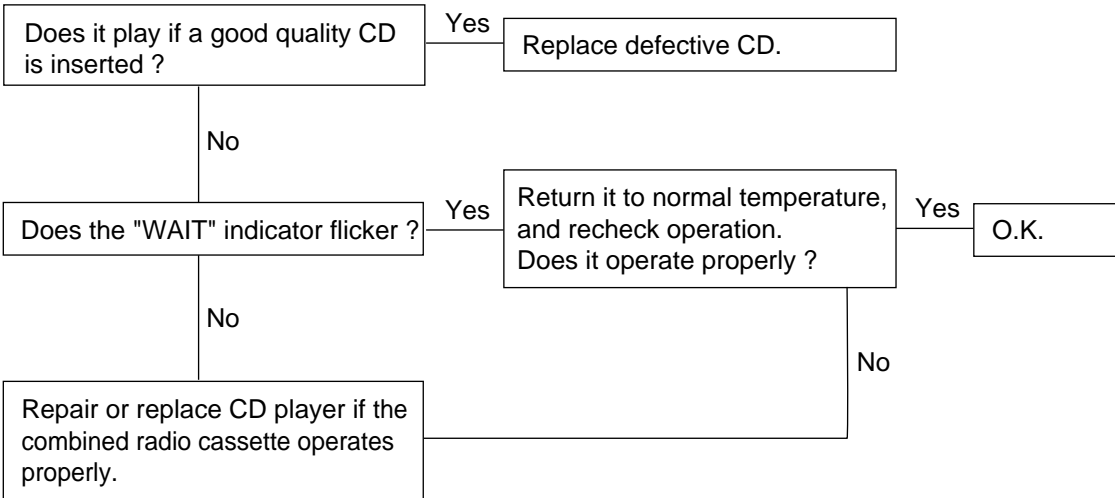 Does it play if a good quality CD
is inserted ?
Yes
Replace defective CD.
No
Does the "WAIT" indicator flicker ?
Yes
Return it to normal temperature,
and recheck operation.
Does it operate properly ?
Yes
O.K.
No
No
Repair or replace CD player if the
combined radio cassette operates
properly.